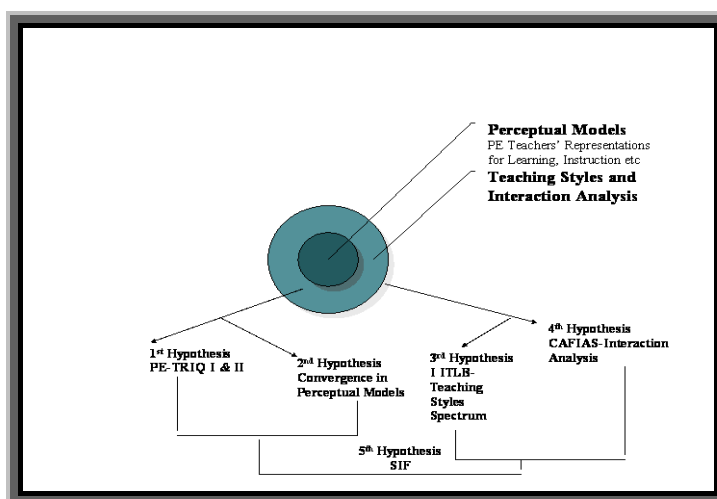 Perceptual Models
PE Teachers' Representations
for Learning, Instruction etc
Teaching Styles and
Interaction Analysis
1st Hypothesis
PE-TRIQ I & II
2nd Hypothesis
Convergence in
Perceptual Models
3rd Hypothesis
I ITLB-
Teaching
Styles
Spectrum
4th Hypothesis
CAFIAS-Interaction
Analysis
5th Hypothesis
SIF